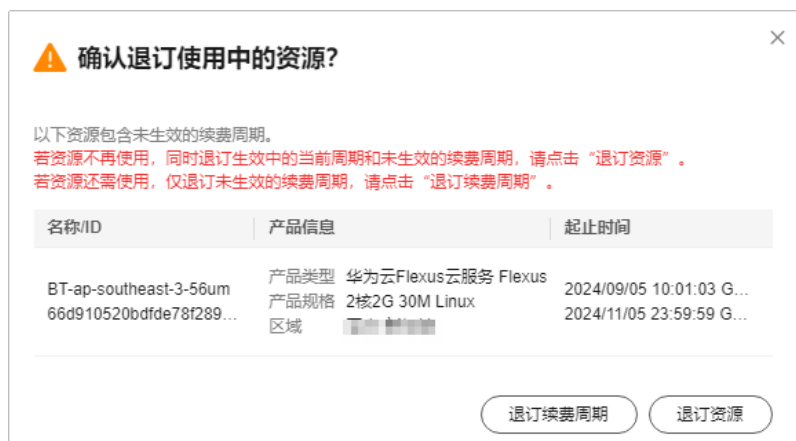 确认退订使用中的资源？
以下资源包含未生效的续费周期。
若资源不再使用，同时退订生效中的当前周期和未生效的续费周期，请点击“退订资源”。
若资源还需使用，仅退订未生效的续费周期，请点击“退订续费周期”。
名称/ID 产品信息 起止时间
BT-ap-southeast-3-56um
66d910520bdfde78f289...
产品类型 华为云Flexus云服务 Flexus
产品规格 2核2G 30M Linux
区域
2024/09/05 10:01:03 G...
2024/11/05 23:59:59 G...
退订续费周期 退订资源